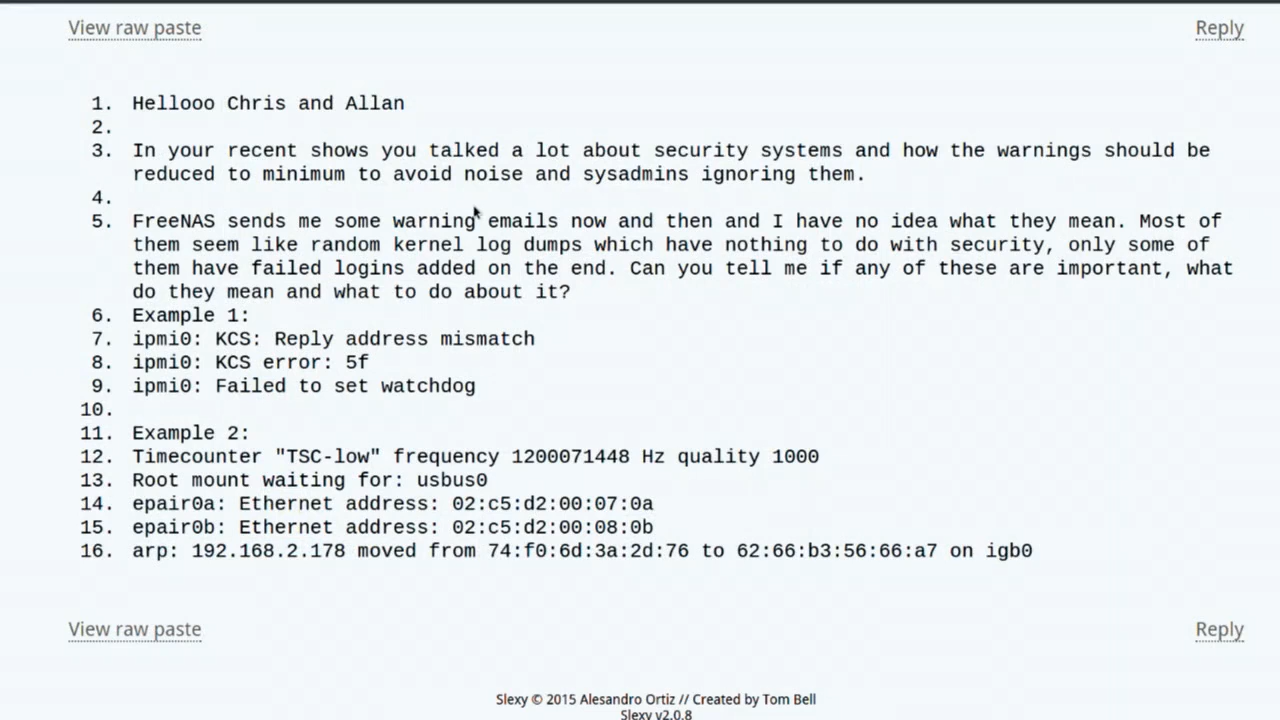 View raw paste
Reply
1. Hellooo Chris and Allan
2.
3. In your recent shows you talked a lot about security systems and how the warnings should be
reduced to minimum to avoid noise and sysadmins ignoring them.
4.
5. FreeNAS sends me some warning emails now and then and I have no idea what they mean. Most of
them seem like random kernel log dumps which have nothing to do with security, only some of
them have failed logins added on the end. Can you tell me if any of these are important, what
do they mean and what to do about it?
6. Example 1:
7. ipmi0: KCS: Reply address mismatch
8. ipmi0: KCS error: 5f
9. ipmi0: Failed to set watchdog
10.
11. Example 2:
12. Timecounter "TSC-low" frequency 1200071448 Hz quality 1000
13. Root mount waiting for: usbus0
14. epair0a: Ethernet address: 02:c5:d2:00:07:0a
15. epair0b: Ethernet address: 02:c5:d2:00:08:0b
16. arp: 192.168.2.178 moved from 74:f0:6d:3a:2d:76 to 62:66:b3:56:66:a7 on igb0
View raw paste
Reply
Slexy © 2015 Alesandro Ortiz // Created by Tom Bell
Slexy v2.0.8